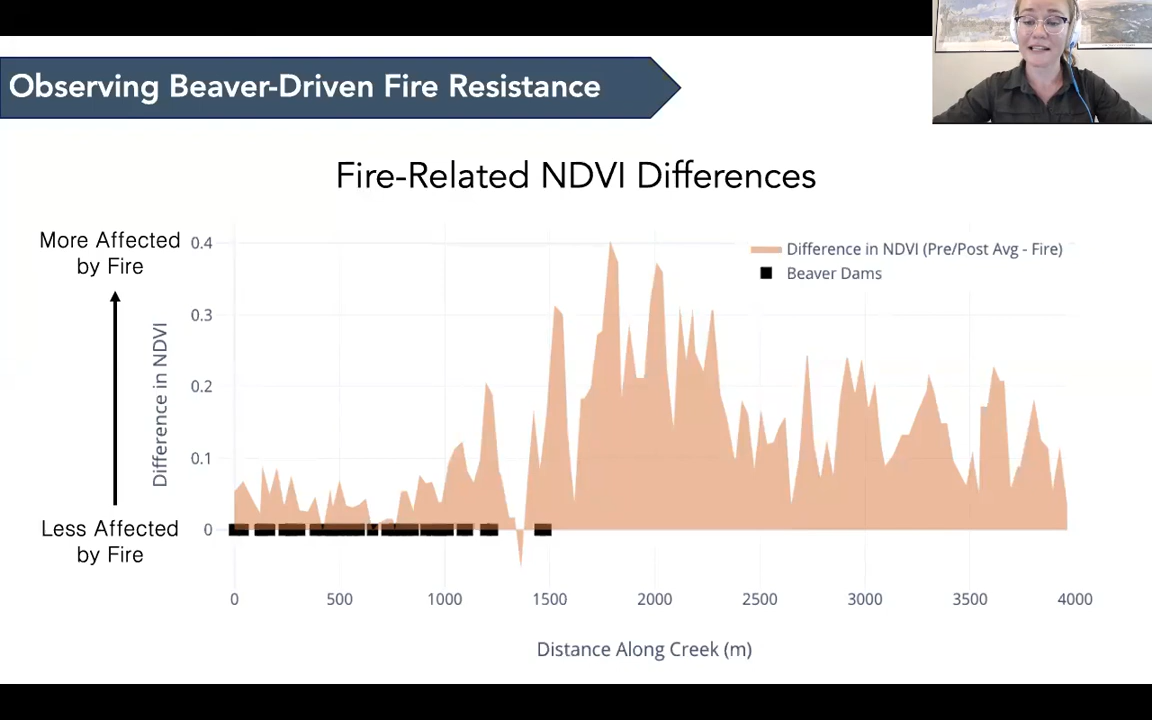 Observing Beaver-Driven Fire Resistance
Fire-Related NDVI Differences
More Affected
by Fire
Less Affected
by Fire
Difference in NDVI
0.4
0.3
0.2
0.1
0
Difference in NDVI (Pre/Post Avg - Fire)
Beaver Dams
0 500 1000 1500 2000 2500 3000 3500 4000
Distance Along Creek (m)